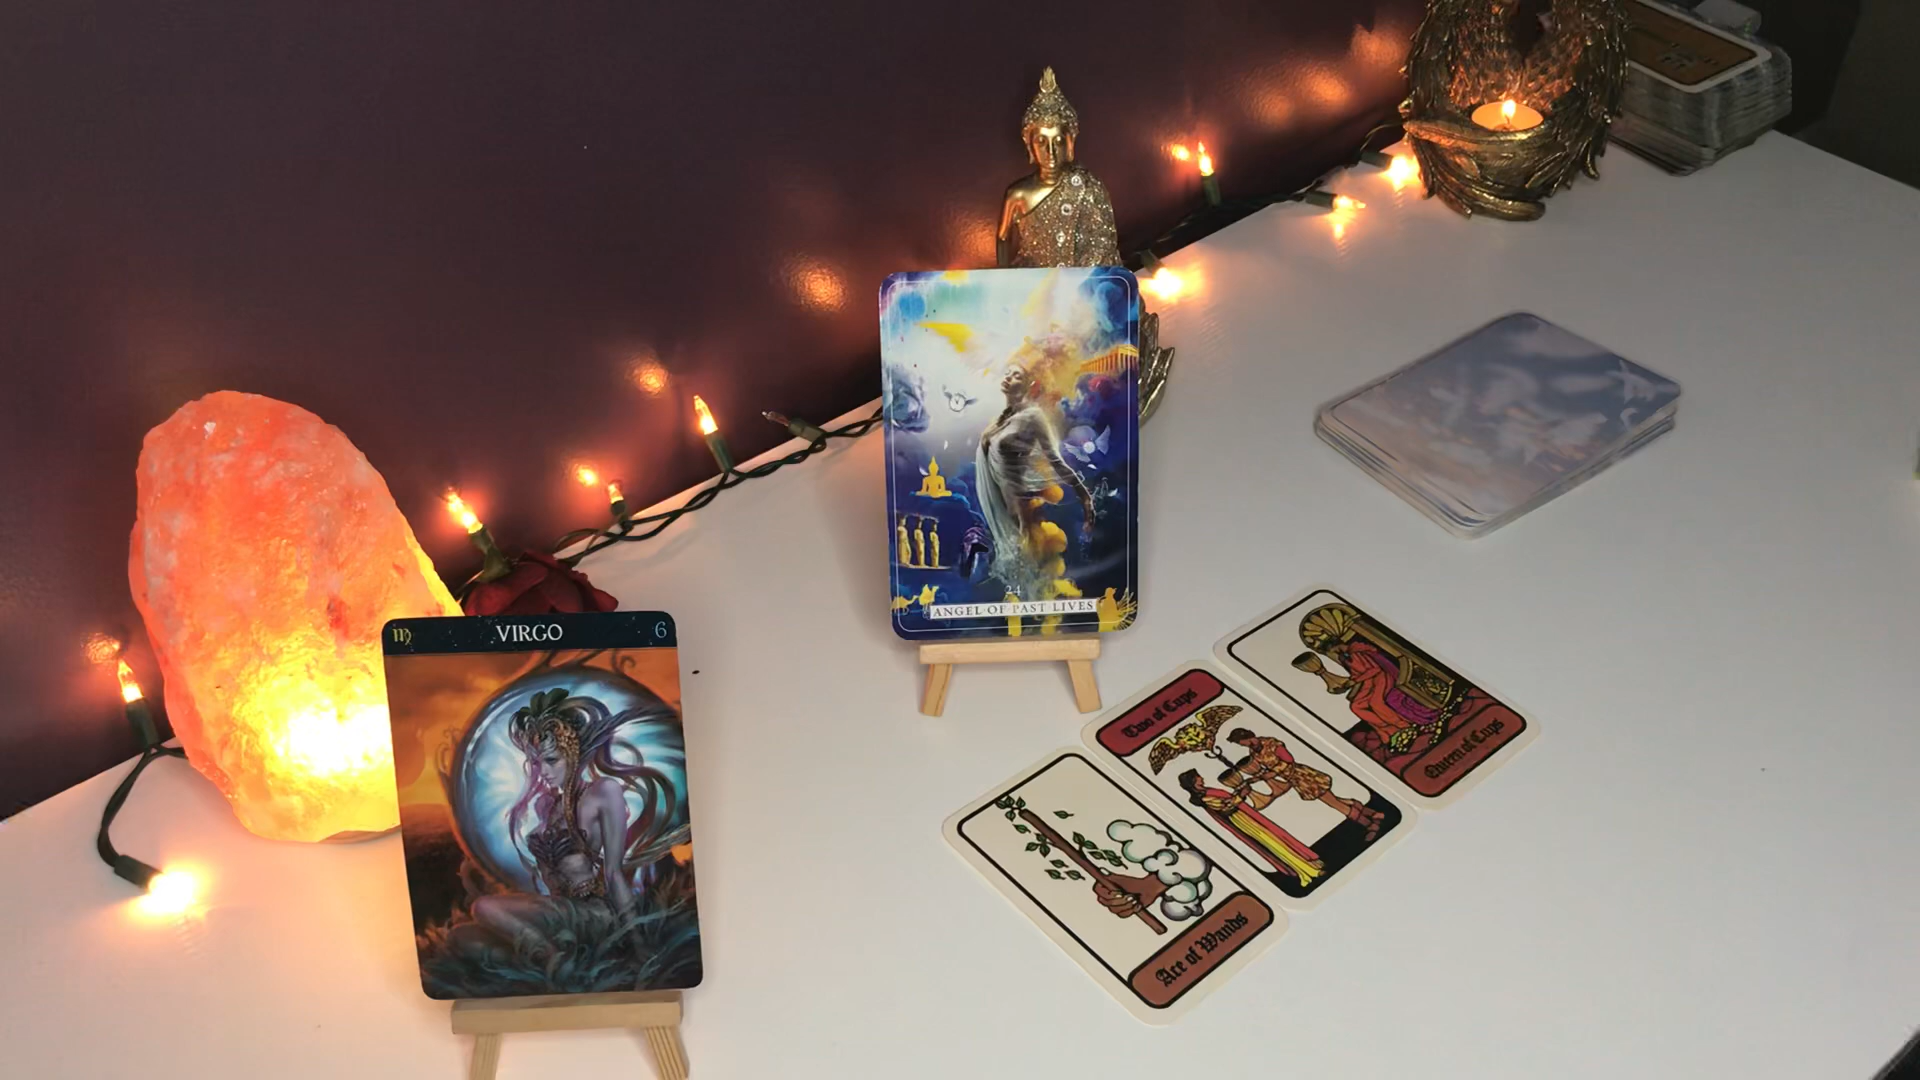 ♍ VIRGO 6
24
ANGEL OF PAST LIVES
Ace of Wands
Two of Cups
Queen of Cups